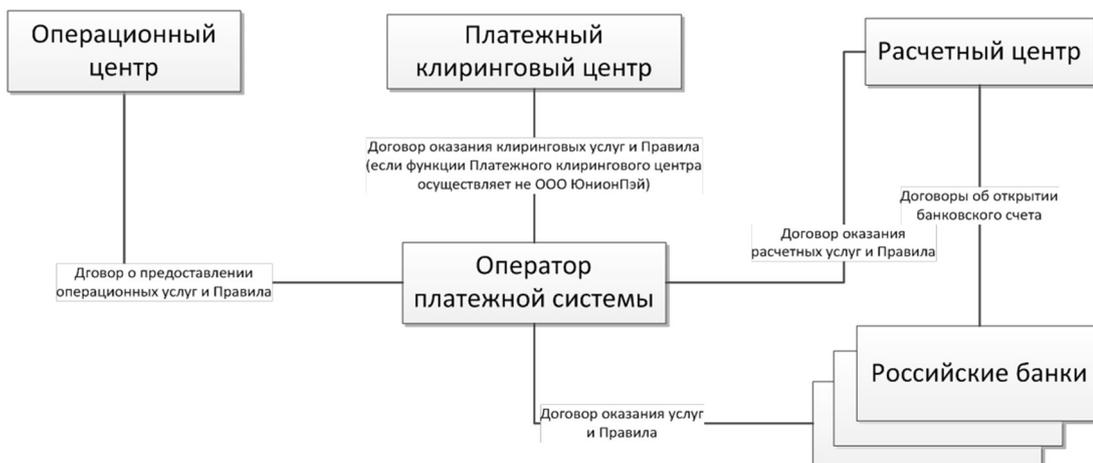 Операционный
центр
Платежный
клиринговый центр
Расчетный центр
Договор оказания клиринговых услуг и Правила
(если функции Платежного клирингового центра
осуществляет не ООО ЮнионПэй)
Договоры об открытии
банковского счета
Договор оказания
расчетных услуг и Правила
Дговор о предоставлении
операционных услуг и Правила
Оператор
платежной системы
Российские банки
Договор оказания услуг
и Правила